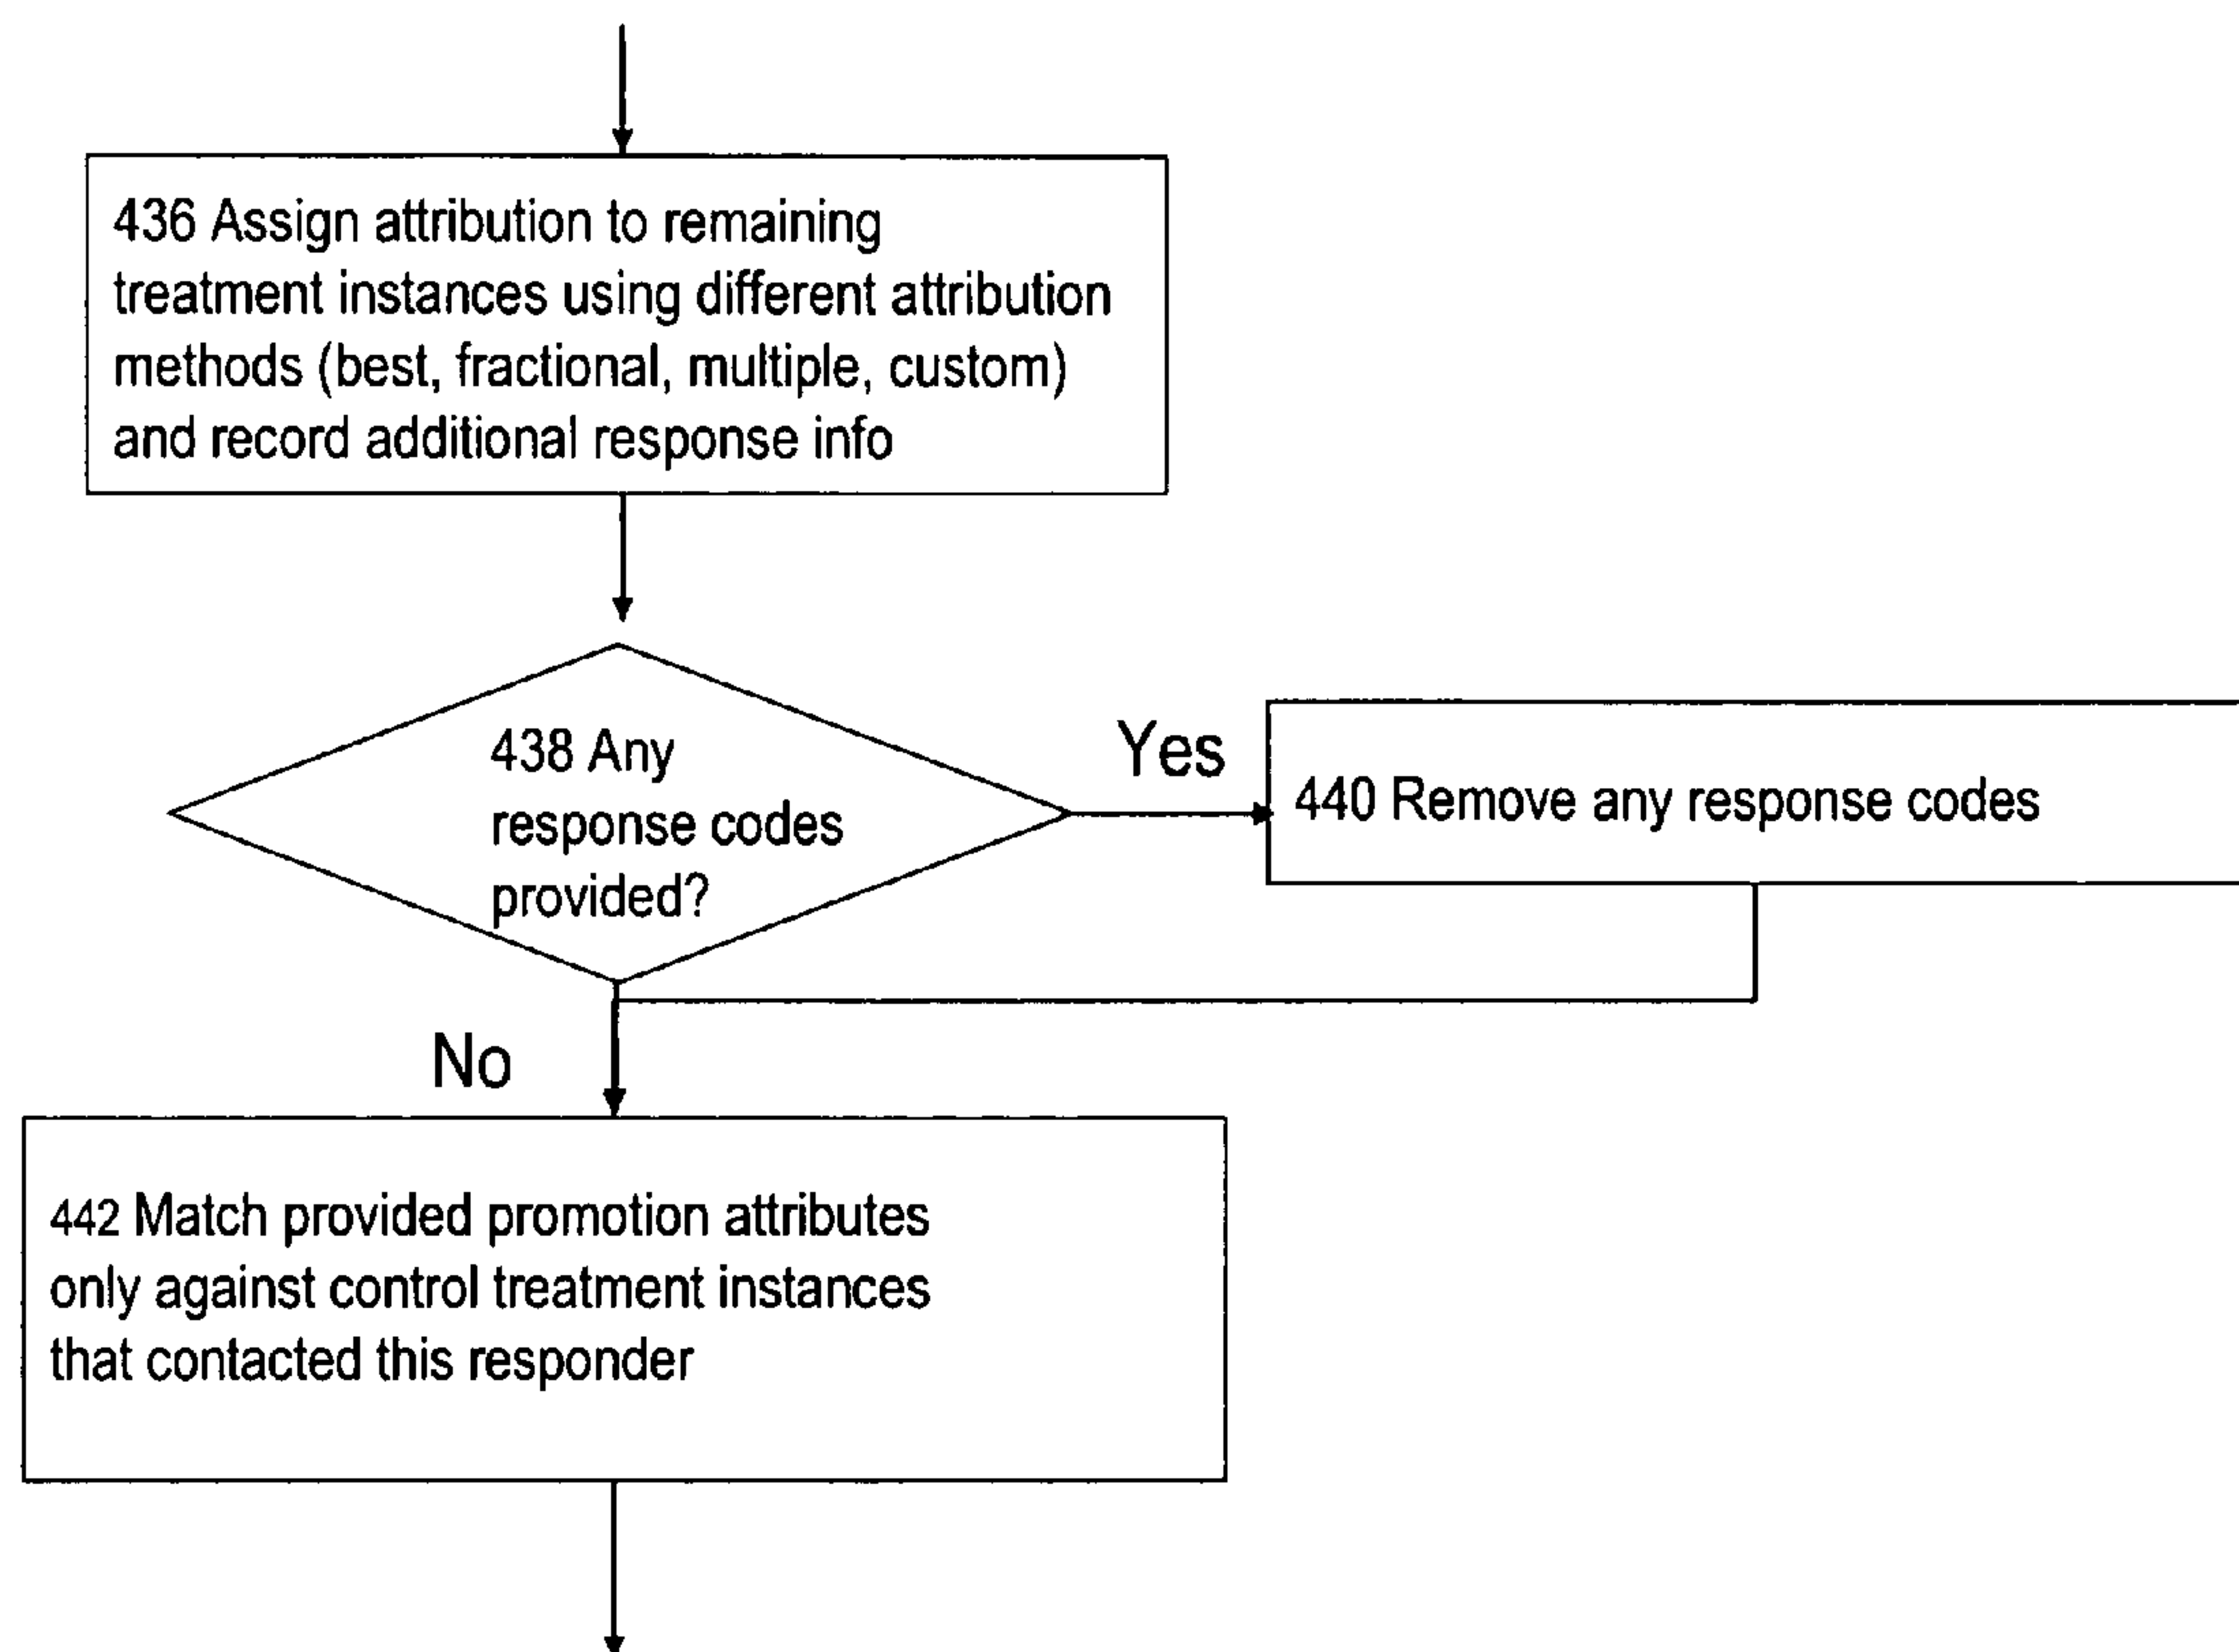 436 Assign attribution to remaining
treatment instances using different attribution
methods (best, fractional, multiple, custom)
and record additional response info
438 Any
response codes
provided?
Yes
440 Remove any response codes
No
442 Match provided promotion attributes
only against control treatment instances
that contacted this responder